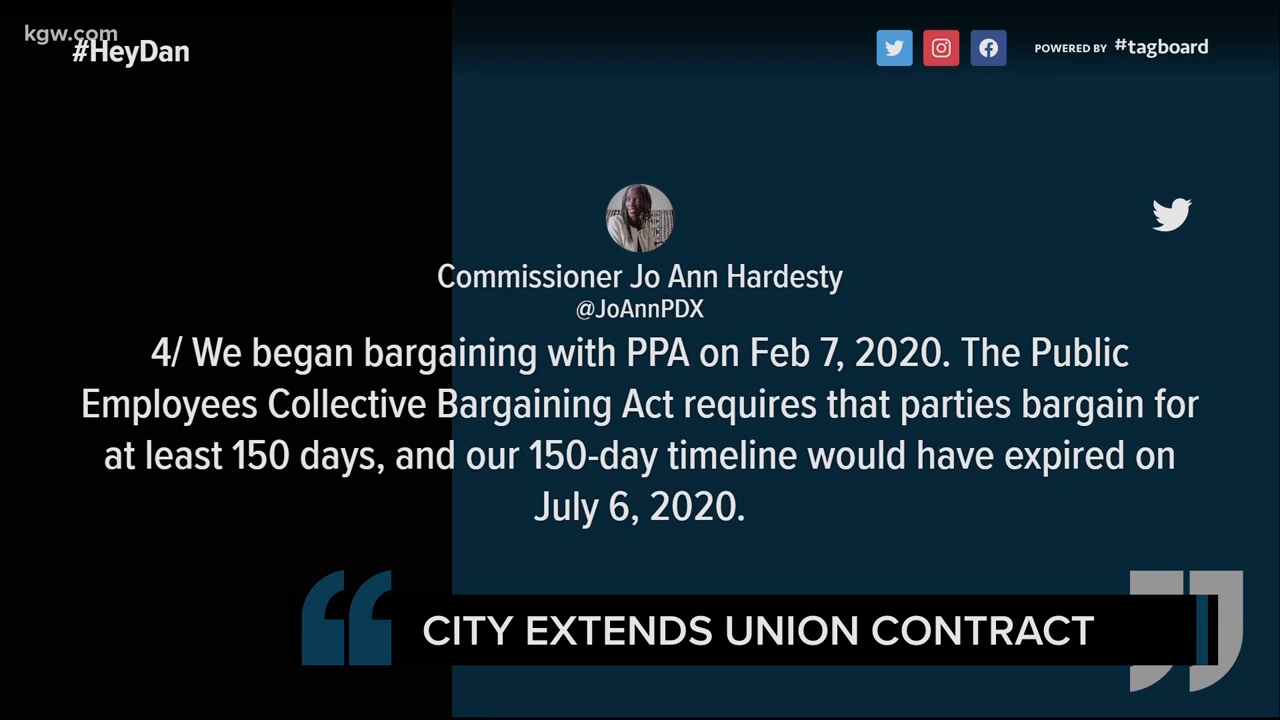 kgw.com
#HeyDan
POWERED BY #tagboard
Commissioner Jo Ann Hardesty
@JoAnnPDX
4/ We began bargaining with PPA on Feb 7, 2020. The Public
Employees Collective Bargaining Act requires that parties bargain for
at least 150 days, and our 150-day timeline would have expired on
July 6, 2020.
CITY EXTENDS UNION CONTRACT